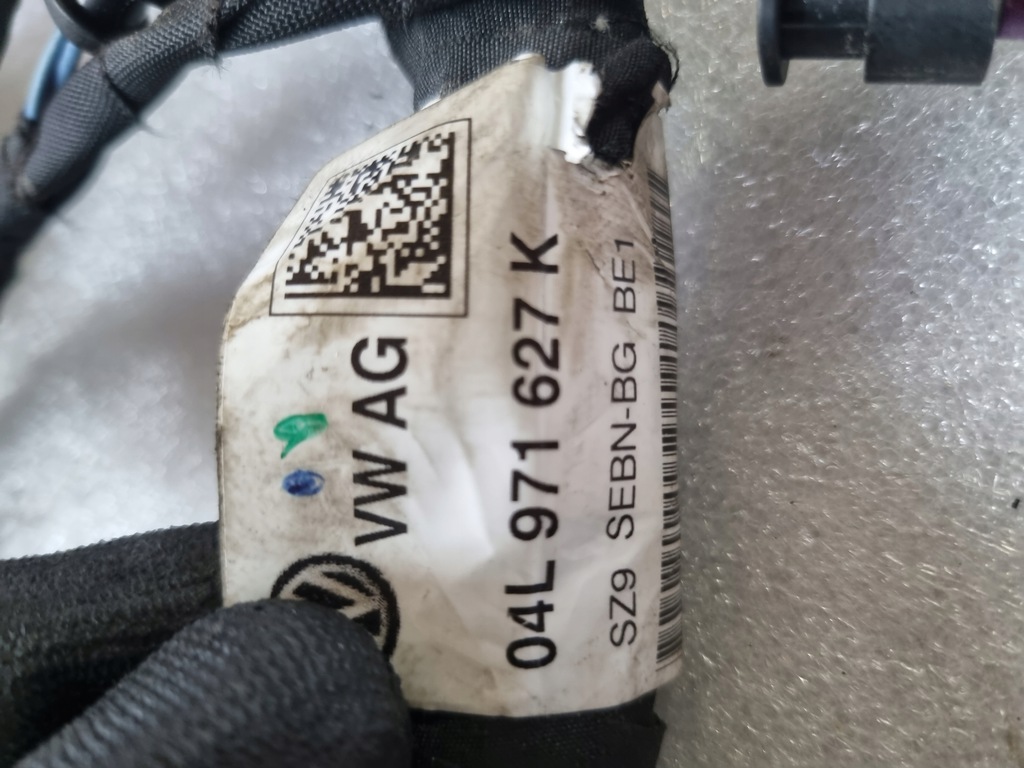 VW AG
04L 971 627 K
SZ9 SEBN-BG BE1